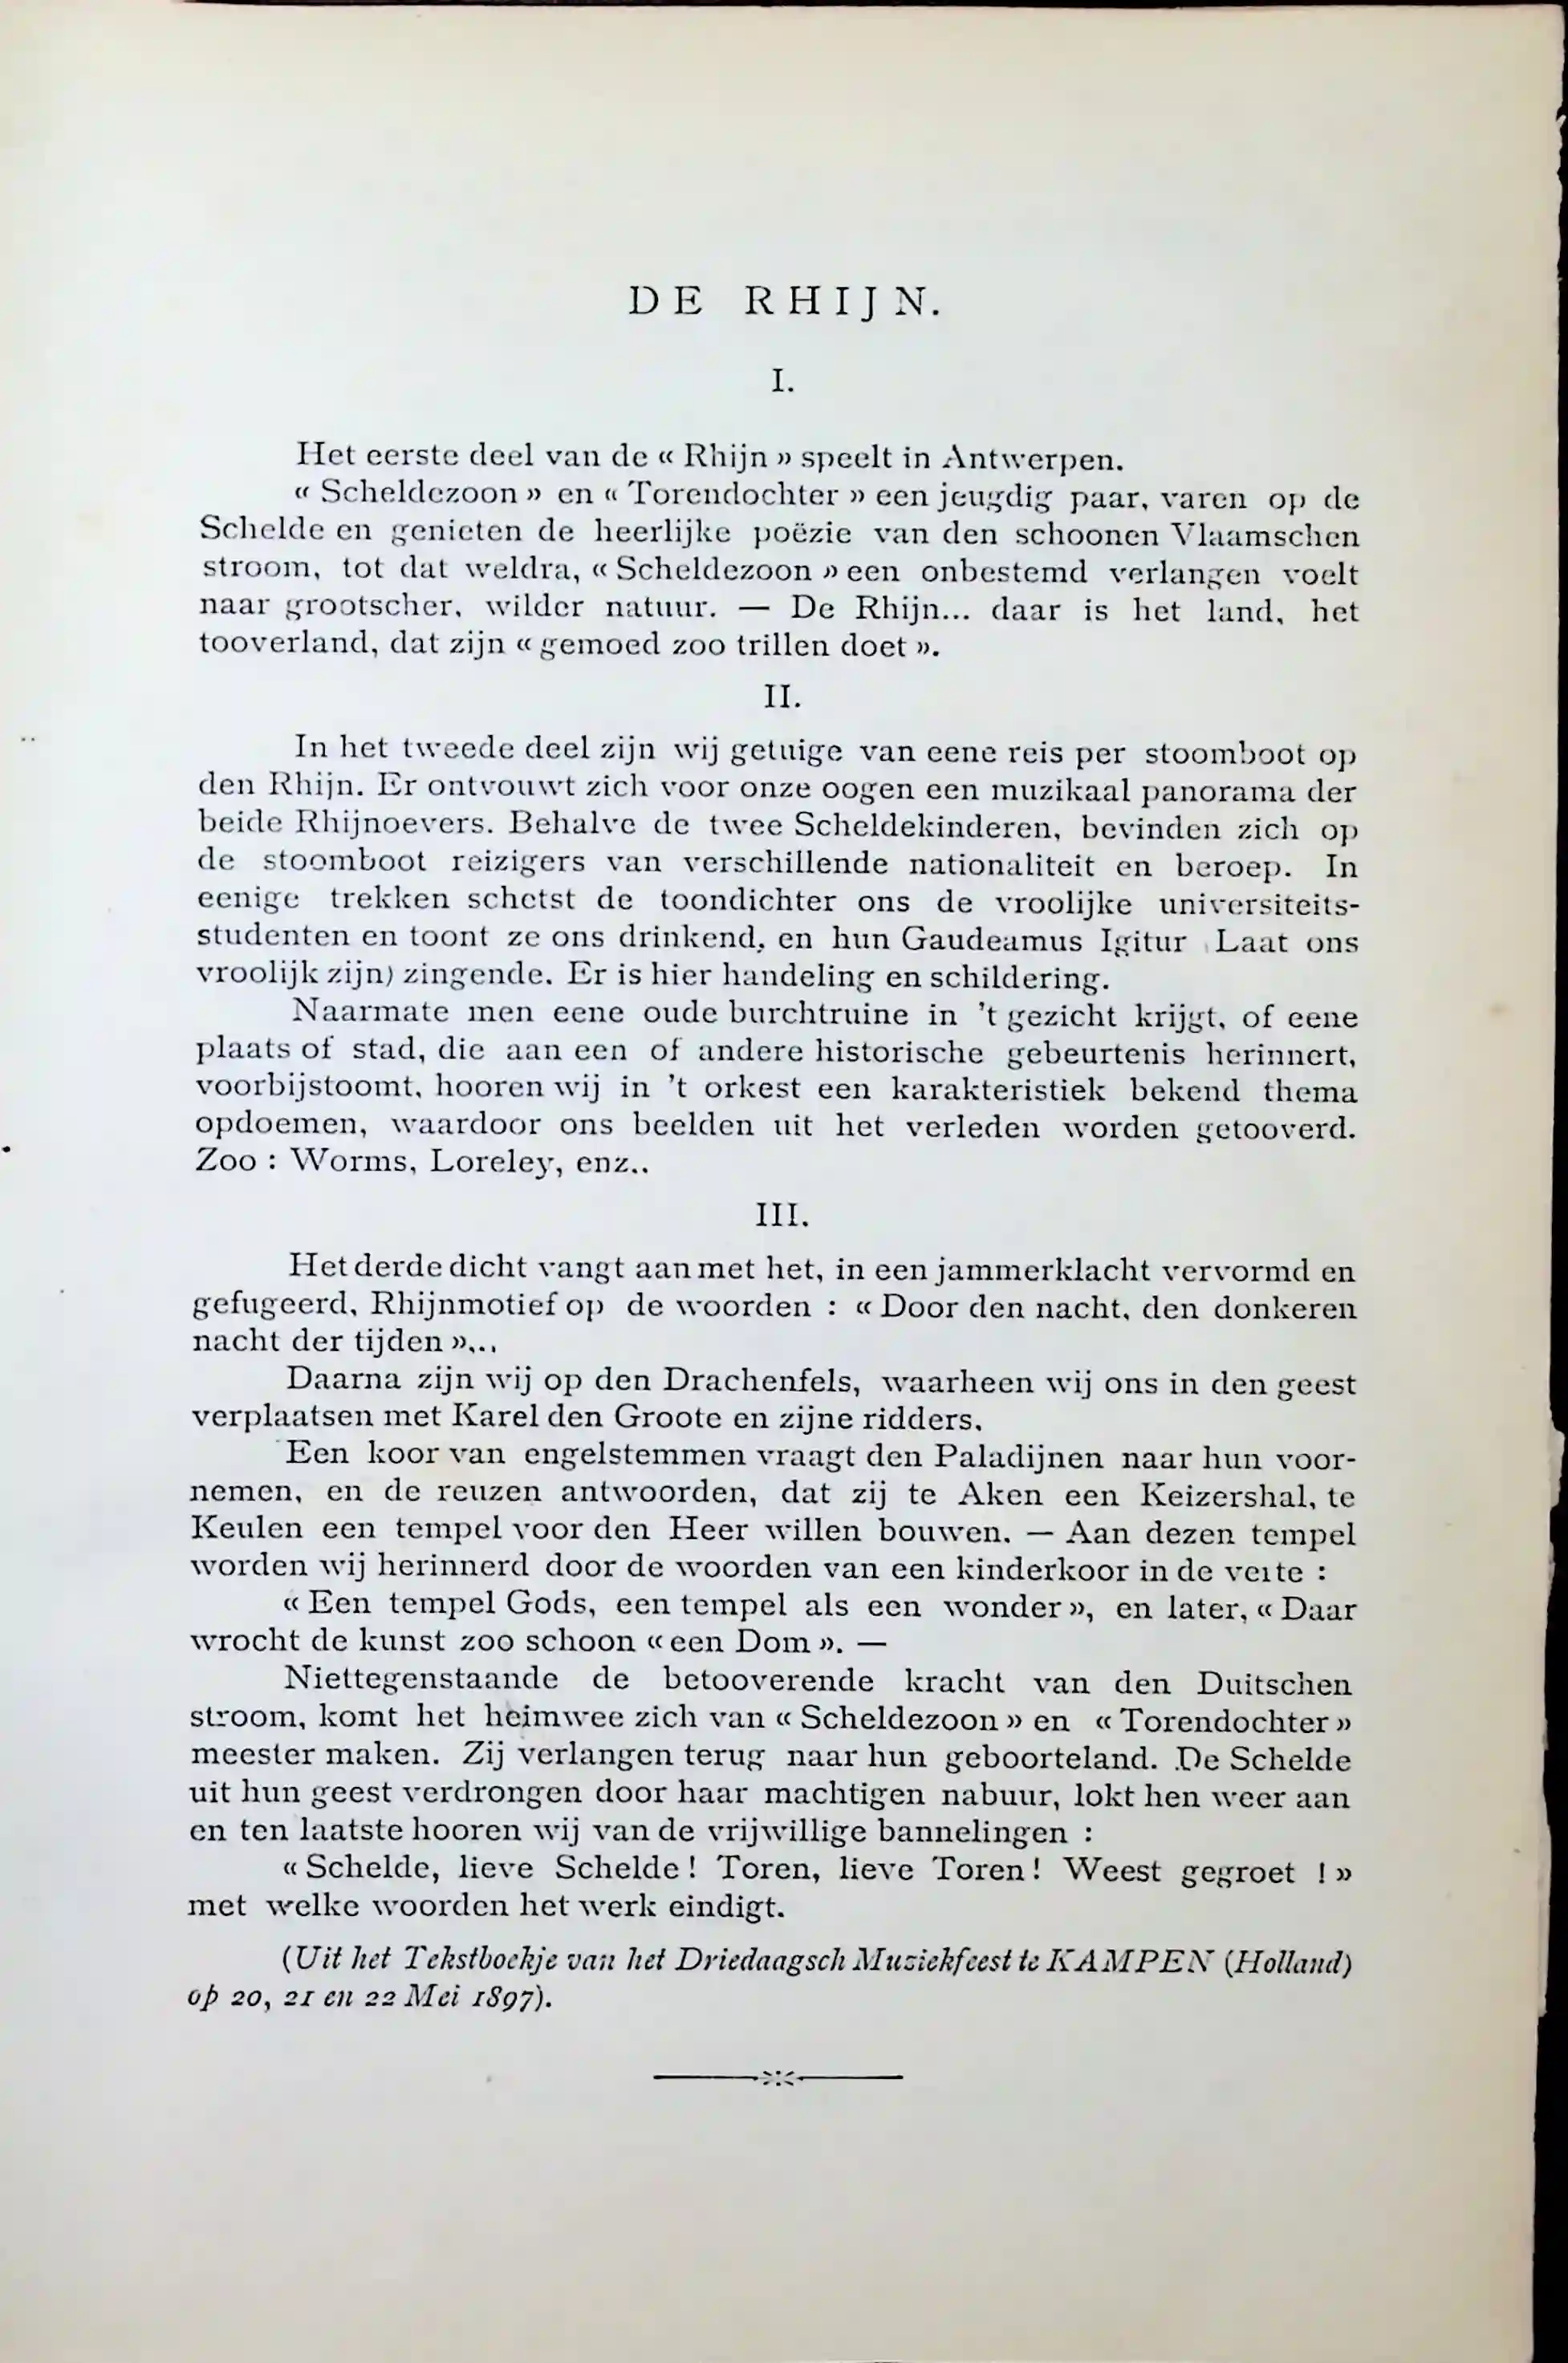 DE RHIJN.
I.
Het eerste deel van de « Rhijn » speelt in Antwerpen.
« Scheldezoon » en « Torendochter » een jeugdig paar, varen op de
Schelde en genieten de heerlijke poëzie van den schoonen Vlaamschen
stroom, tot dat weldra, « Scheldezoon » een onbestemd verlangen voelt
naar grootscher, wilder natuur. — De Rhijn... daar is het land, het
tooverland, dat zijn « gemoed zoo trillen doet ».
II.
In het tweede deel zijn wij getuige van eene reis per stoomboot op
den Rhijn. Er ontvouwt zich voor onze oogen een muzikaal panorama der
beide Rhijnoevers. Behalve de twee Scheldekinderen, bevinden zich op
de stoomboot reizigers van verschillende nationaliteit en beroep. In
eenige trekken schetst de toondichter ons de vroolijke universiteits-
studenten en toont ze ons drinkend, en hun Gaudeamus Igitur Laat ons
vroolijk zijn) zingende. Er is hier handeling en schildering.
Naarmate men eene oude burchtruine in 't gezicht krijgt, of eene
plaats of stad, die aan een of andere historische gebeurtenis herinnert,
voorbijstoomt, hooren wij in 't orkest een karakteristiek bekend thema
opdoemen, waardoor ons beelden uit het verleden worden getooverd.
Zoo : Worms, Loreley, enz..
III.
Het derde dicht vangt aan met het, in een jammerklacht vervormd en
gefugeerd, Rhijnmotief op de woorden : « Door den nacht, den donkeren
nacht der tijden »...
Daarna zijn wij op den Drachenfels, waarheen wij ons in den geest
verplaatsen met Karel den Groote en zijne ridders.
Een koor van engelstemmen vraagt den Paladijnen naar hun voor-
nemen, en de reuzen antwoorden, dat zij te Aken een Keizershal, te
Keulen een tempel voor den Heer willen bouwen. — Aan dezen tempel
worden wij herinnerd door de woorden van een kinderkoor in de verte :
« Een tempel Gods, een tempel als een wonder », en later, « Daar
wrocht de kunst zoo schoon « een Dom ». —
Niettegenstaande de betooverende kracht van den Duitschen
stroom, komt het heimwee zich van « Scheldezoon » en « Torendochter »
meester maken. Zij verlangen terug naar hun geboorteland. De Schelde
uit hun geest verdrongen door haar machtigen nabuur, lokt hen weer aan
en ten laatste hooren wij van de vrijwillige bannelingen :
« Schelde, lieve Schelde ! Toren, lieve Toren ! Weest gegroet ! »
met welke woorden het werk eindigt.
(Uit het Tekstboekje van het Driedaagsch Muziekfeest te KAMPEN (Holland)
op 20, 21 en 22 Mei 1897).